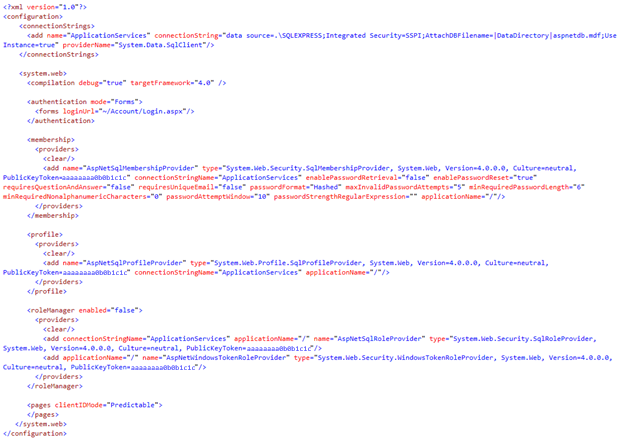 <?xml version="1.0"?>
<configuration>
<connectionStrings>
<add name="ApplicationServices" connectionString="data source=.\SQLEXPRESS;Integrated Security=SSPI;AttachDBFilename=|DataDirectory|aspnetdb.mdf;Use
Instance=true" providerName="System.Data.SqlClient"/>
</connectionStrings>
<system.web>
<compilation debug="true" targetFramework="4.0" />
<authentication mode="Forms">
<forms loginUrl="~/Account/Login.aspx"/>
</authentication>
<membership>
<providers>
<clear/>
<add name="AspNetSqlMembershipProvider" type="System.Web.Security.SqlMembershipProvider, System.Web, Version=4.0.0.0, Culture=neutral,
PublicKeyToken=aaaaaaaa0b0b1c1c" connectionStringName="ApplicationServices" enablePasswordRetrieval="false" enablePasswordReset="true"
requiresQuestionAndAnswer="false" requiresUniqueEmail="false" passwordFormat="Hashed" maxInvalidPasswordAttempts="5" minRequiredPasswordLength="6"
minRequiredNonalphanumericCharacters="0" passwordAttemptWindow="10" passwordStrengthRegularExpression="" applicationName="/"/>
</providers>
</membership>
<profile>
<providers>
<clear/>
<add name="AspNetSqlProfileProvider" type="System.Web.Profile.SqlProfileProvider, System.Web, Version=4.0.0.0, Culture=neutral,
PublicKeyToken=aaaaaaaa0b0b1c1c" connectionStringName="ApplicationServices" applicationName="/"/>
</providers>
</profile>
<roleManager enabled="false">
<providers>
<clear/>
<add connectionStringName="ApplicationServices" applicationName="/" name="AspNetSqlRoleProvider" type="System.Web.Security.SqlRoleProvider,
System.Web, Version=4.0.0.0, Culture=neutral, PublicKeyToken=aaaaaaaa0b0b1c1c"/>
<add applicationName="/" name="AspNetWindowsTokenRoleProvider" type="System.Web.Security.WindowsTokenRoleProvider, System.Web, Version=4.0.0.0,
Culture=neutral, PublicKeyToken=aaaaaaaa0b0b1c1c"/>
</providers>
</roleManager>
<pages clientIDMode="Predictable">
</pages>
</system.web>
</configuration>